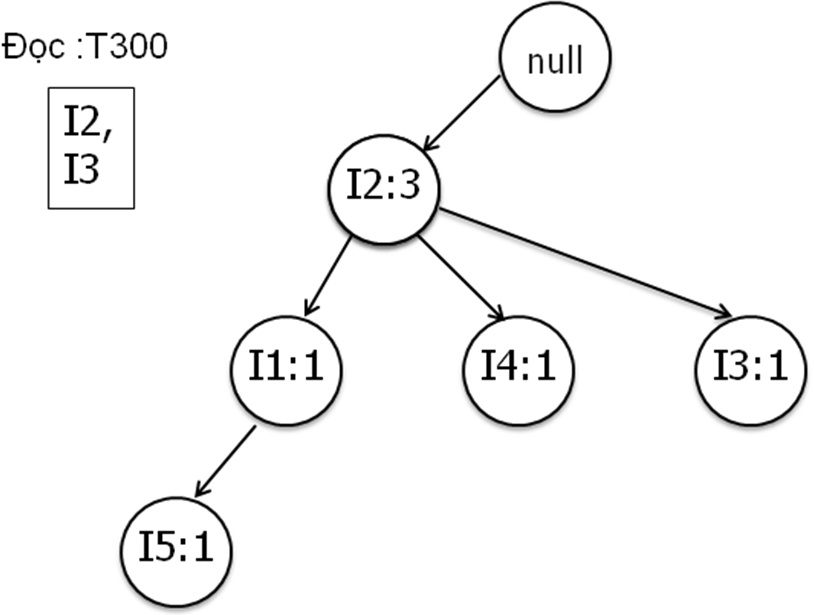 Đọc :T300
I2,
I3
null
I2:3
I1:1
I4:1
I3:1
I5:1